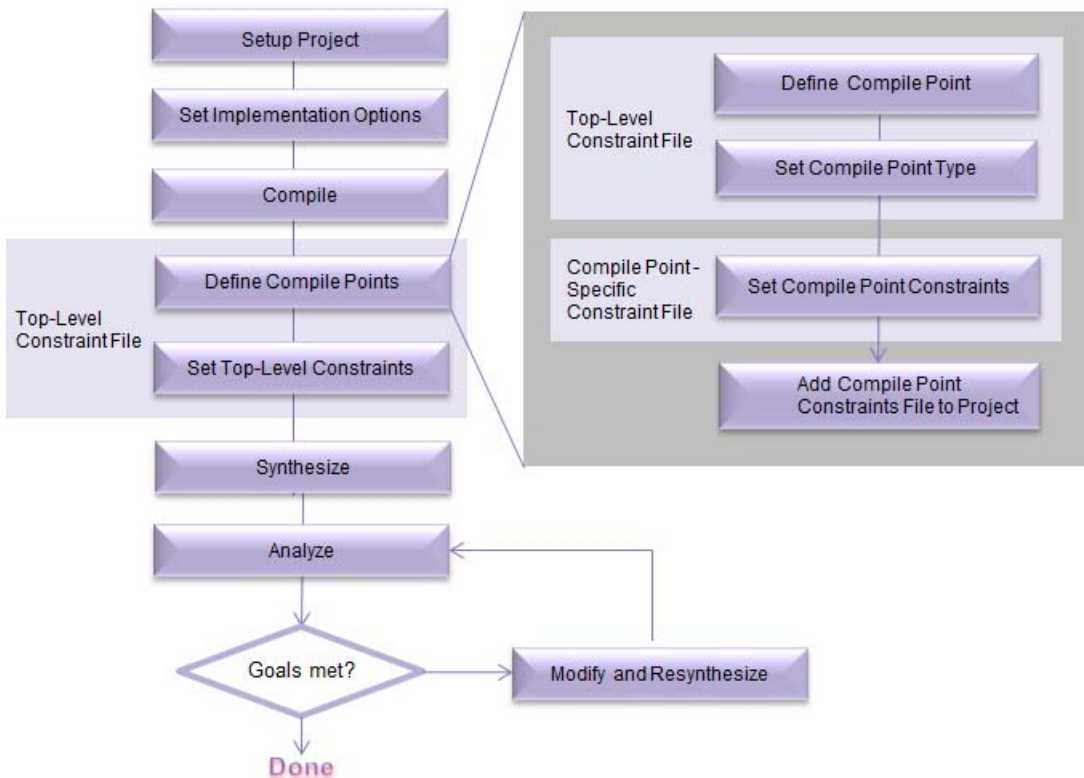 Setup Project
Set Implementation Options
Compile
Top-Level
Constraint File
Define Compile Points
Set Top-Level Constraints
Synthesize
Analyze
Goals met?
Modify and Resynthesize
Done
Top-Level
Constraint File
Define Compile Point
Set Compile Point Type
Compile Point -
Specific
Constraint File
Set Compile Point Constraints
Add Compile Point
Constraints File to Project